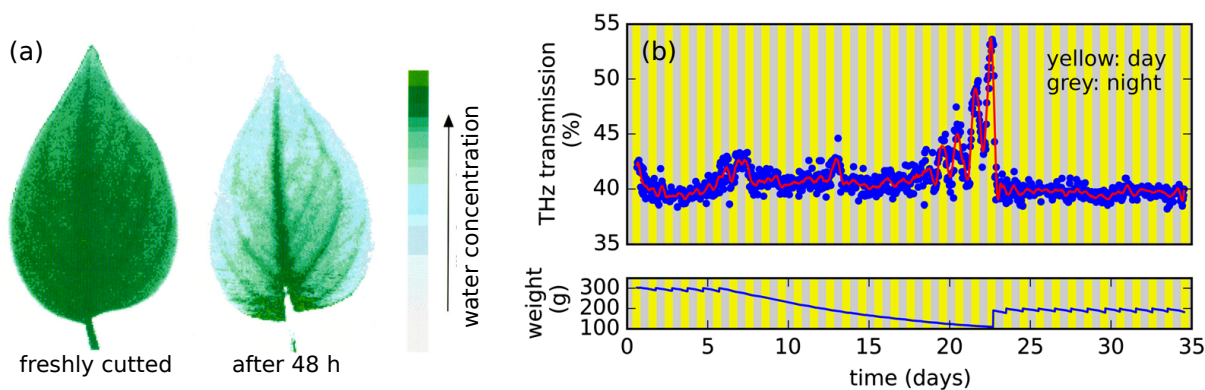 (a)
freshly cutted
after 48 h
water concentration
(b)
yellow: day
grey: night
THz transmission
(%)
55
50
45
40
35
weight
(g)
300
200
100
0 5 10 15 20 25 30 35
time (days)